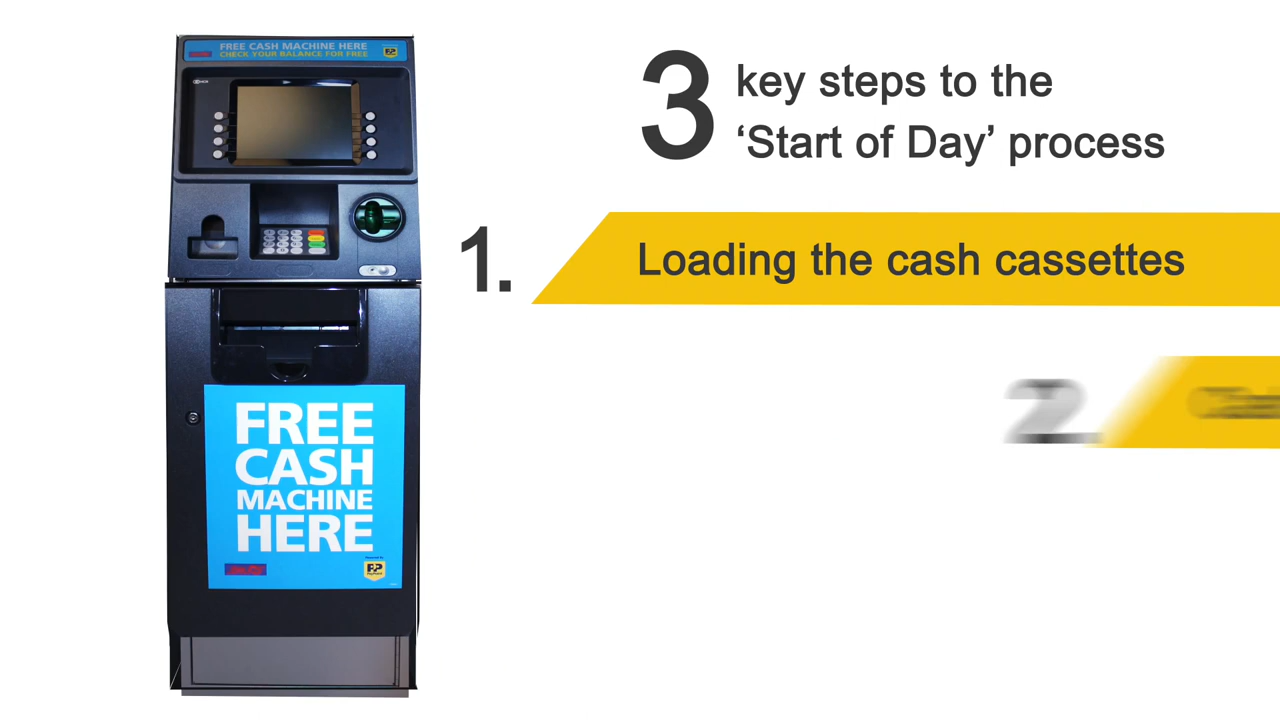 FREE CASH MACHINE HERE
CHECK YOUR BALANCE FOR FREE
3 key steps to the
‘Start of Day’ process
1. Loading the cash cassettes
2.
FREE
CASH
MACHINE
HERE